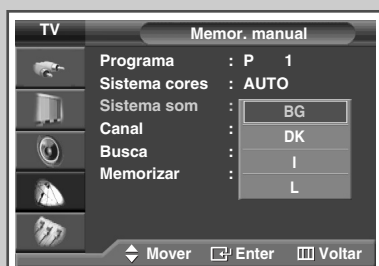 TV
Memor. manual
Programa : P 1
Sistema cores : AUTO
Sistema som : BG
Canal : DK
Busca : I
Memorizar : L
Mover Enter Voltar